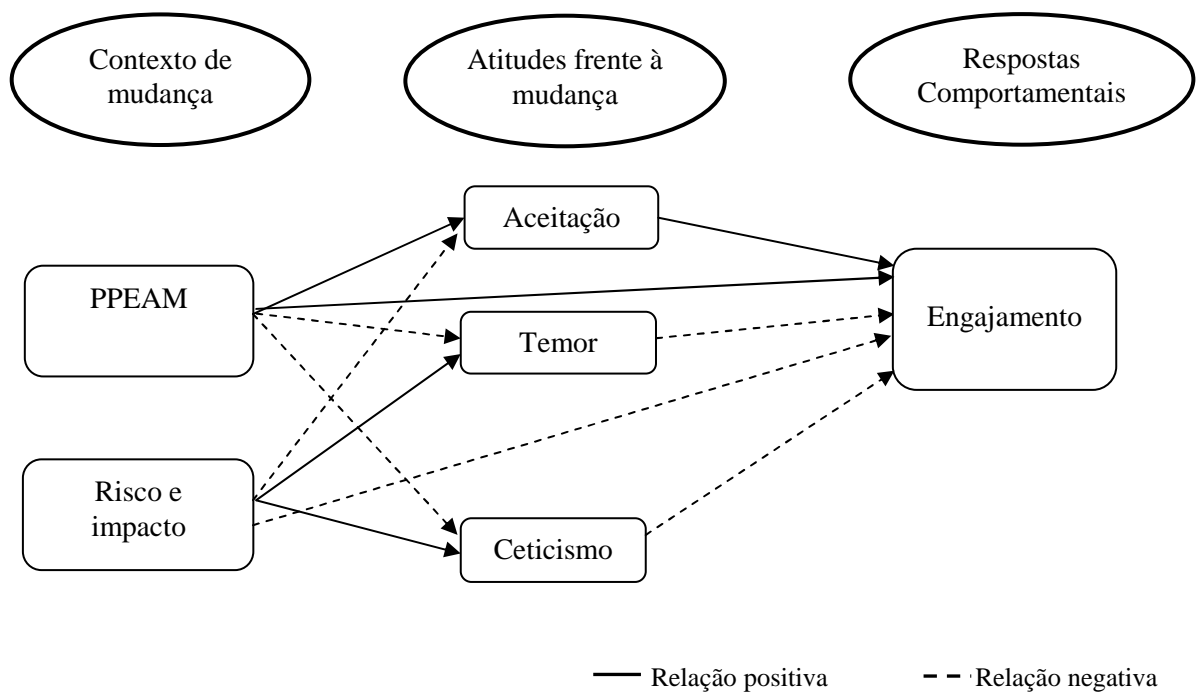 Contexto de
mudança
Atitudes frente à
mudança
Respostas
Comportamentais
Aceitação
PPEAM
Temor
Engajamento
Risco e
impacto
Ceticismo
Relação positiva
Relação negativa